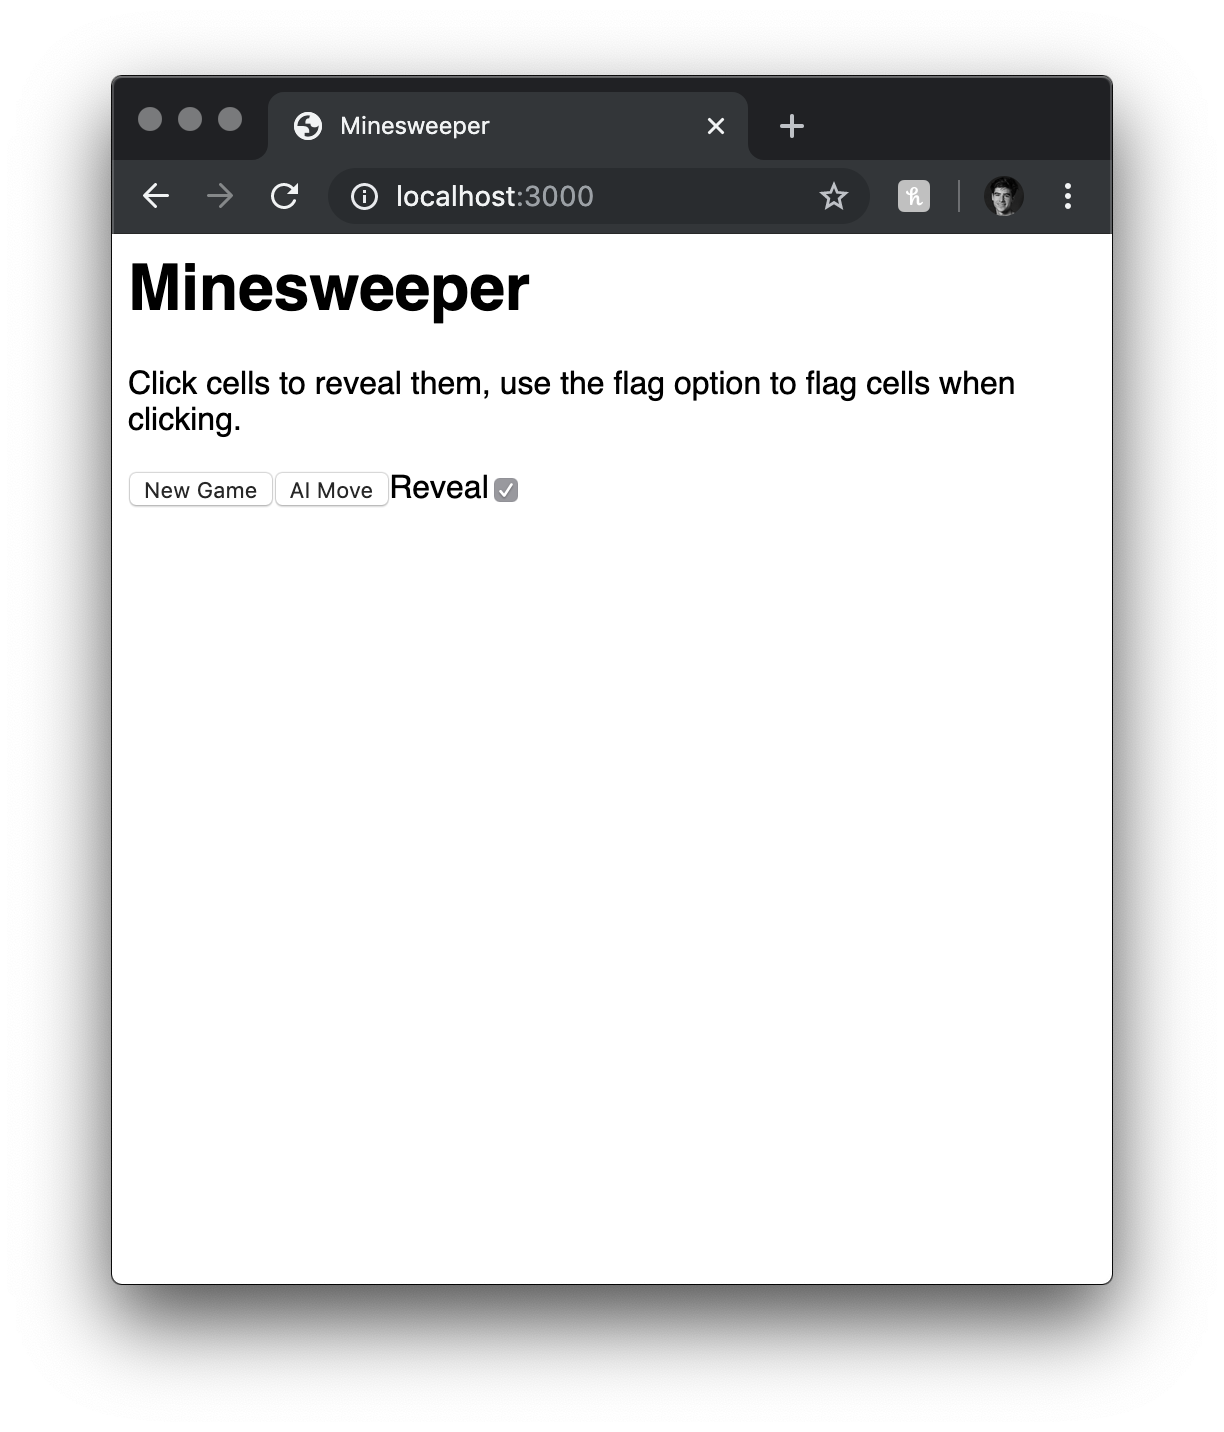 Minesweeper
localhost:3000
Minesweeper
Click cells to reveal them, use the flag option to flag cells when
clicking.
New Game AI Move Reveal